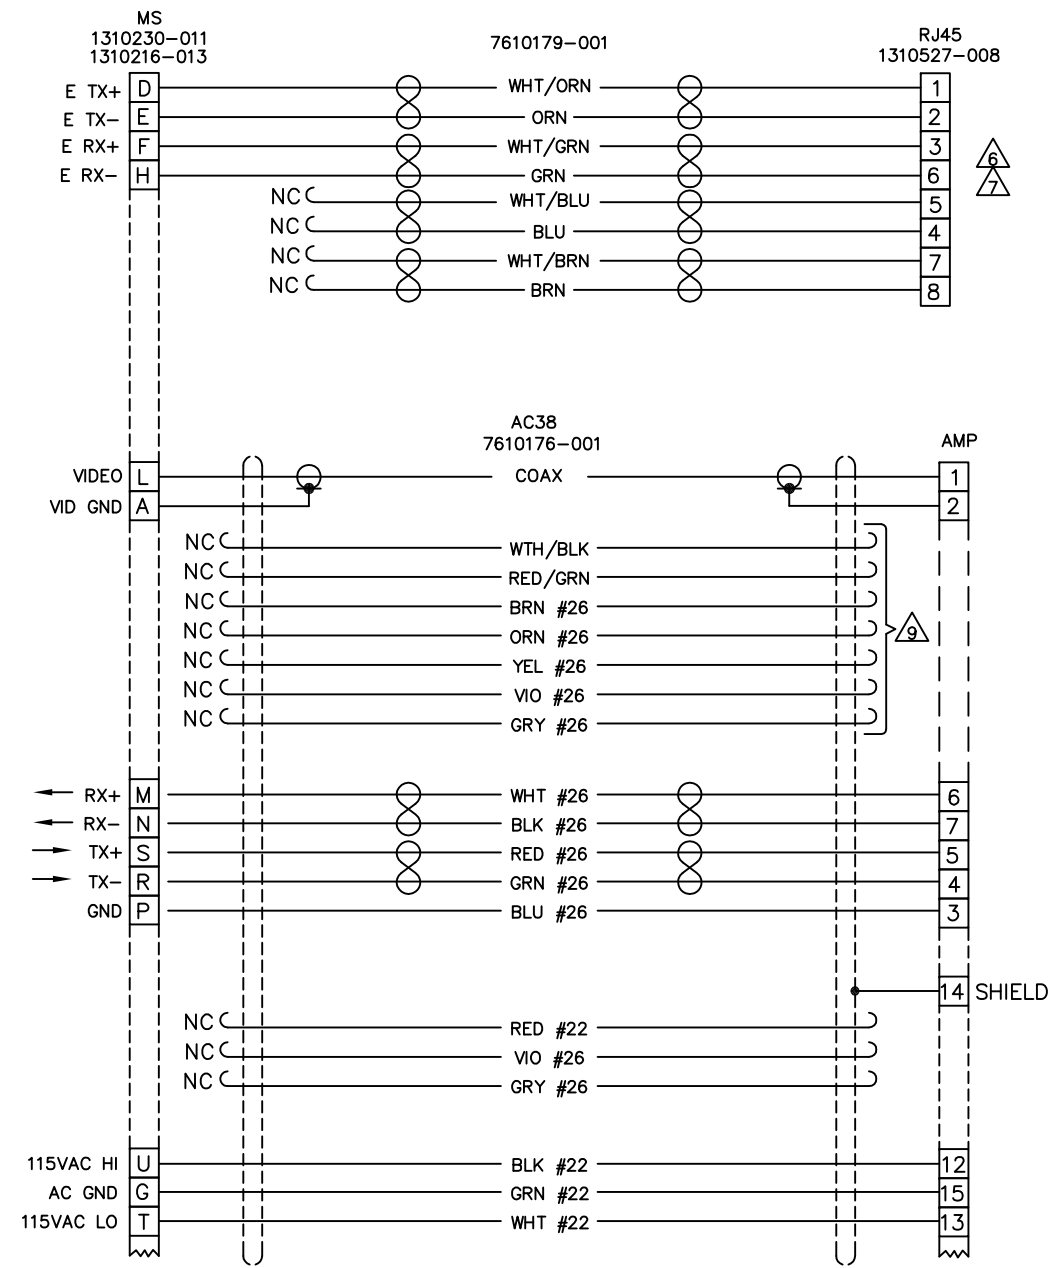 MS
1310230-011
1310216-013
7610179-001
RJ45
1310527-008
E TX+ D WHT/ORN 1
E TX- E ORN 2
E RX+ F WHT/GRN 3
6
E RX- H GRN 6
7
NC WHT/BLU 5
NC BLU 4
NC WHT/BRN 7
NC BRN 8
AC38
7610176-001
AMP
VIDEO L COAX 1
VID GND A 2
NC WTH/BLK
NC RED/GRN
NC BRN #26
NC ORN #26
9
NC YEL #26
NC VIO #26
NC GRY #26
RX+ M WHT #26 6
RX- N BLK #26 7
TX+ S RED #26 5
TX- R GRN #26 4
GND P BLU #26 3
14 SHIELD
NC RED #22
NC VIO #26
NC GRY #26
115VAC HI U BLK #22 12
AC GND G GRN #22 15
115VAC LO T WHT #22 13